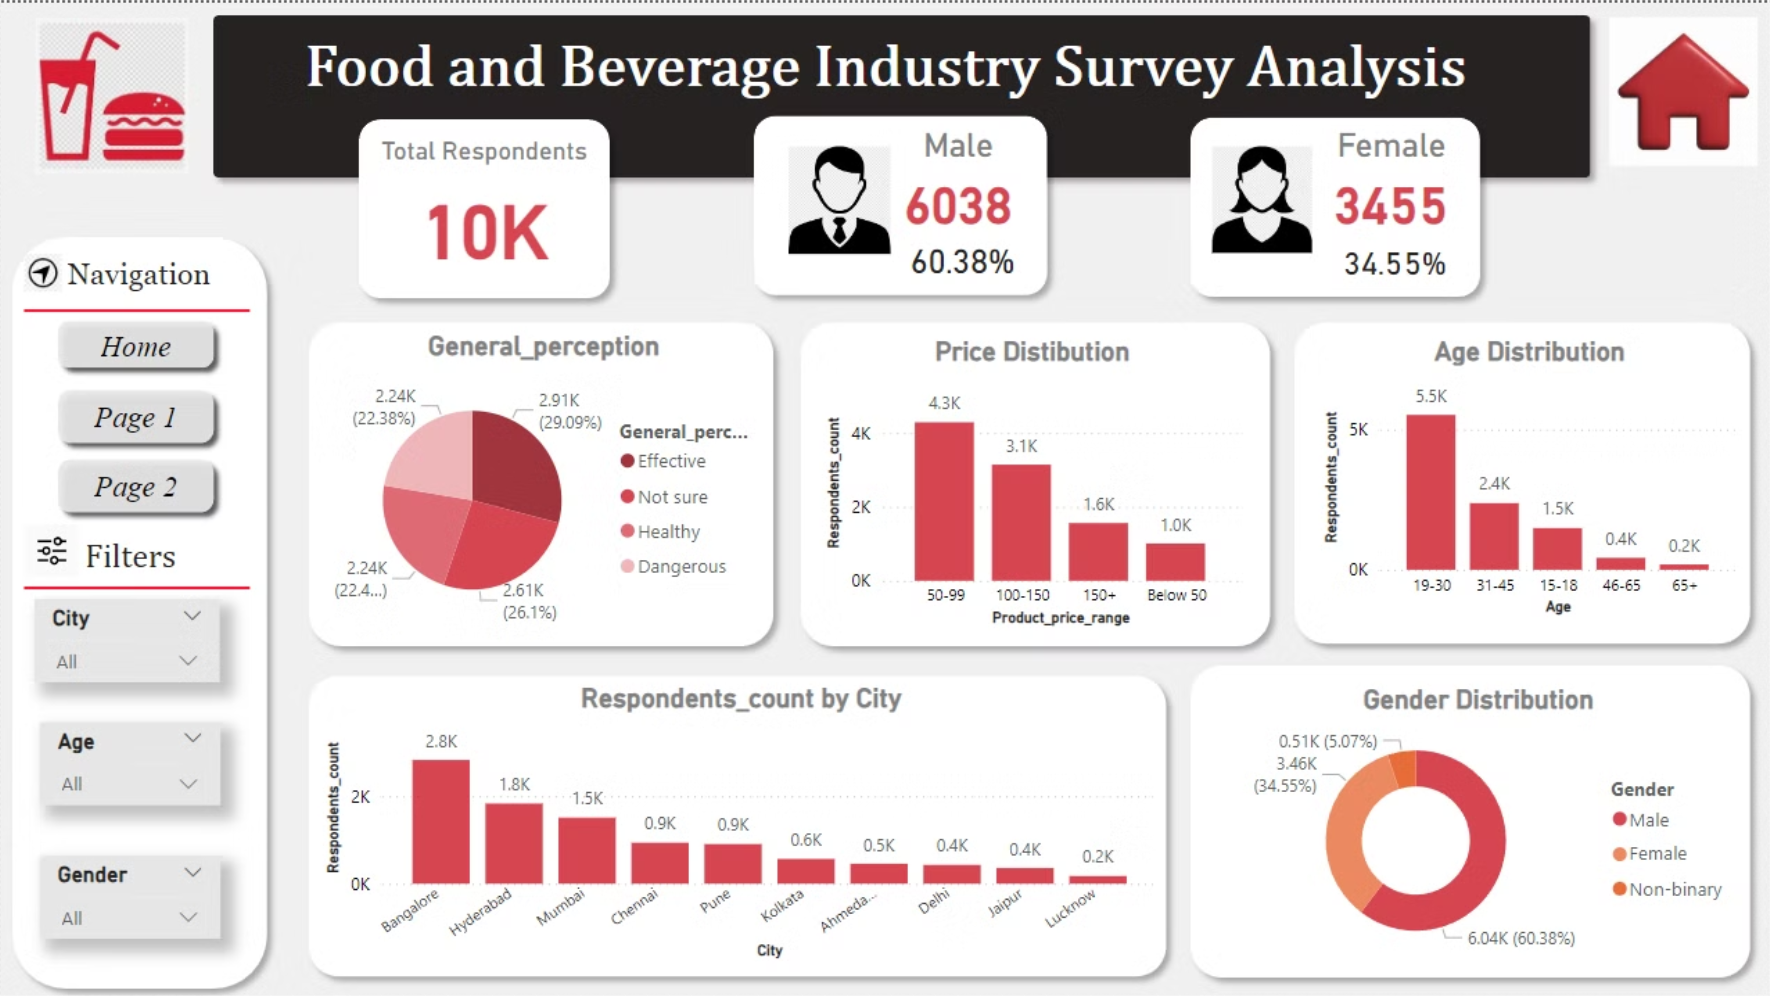 Food and Beverage Industry Survey Analysis
Total Respondents
10K
Male
6038
60.38%
Female
3455
34.55%
Navigation
Home
Page 1
Page 2
Filters
City
All
Age
All
Gender
All
General_perception
2.24K
(22.38%)
2.91K
(29.09%)
2.24K
(22.4...)
2.61K
(26.1%)
General_perc...
Effective
Not sure
Healthy
Dangerous
Price Distibution
Respondents_count
4K
2K
0K
4.3K
3.1K
1.6K
1.0K
50-99
100-150
150+
Below 50
Product_price_range
Age Distribution
Respondents_count
5K
0K
5.5K
2.4K
1.5K
0.4K
0.2K
19-30
31-45
15-18
46-65
65+
Age
Respondents_count by City
Respondents_count
2K
0K
2.8K
1.8K
1.5K
0.9K
0.9K
0.6K
0.5K
0.4K
0.4K
0.2K
Bangalore
Hyderabad
Mumbai
Chennai
Pune
Kolkata
Ahmeda...
Delhi
Jaipur
Lucknow
City
Gender Distribution
0.51K (5.07%)
3.46K
(34.55%)
6.04K (60.38%)
Gender
Male
Female
Non-binary